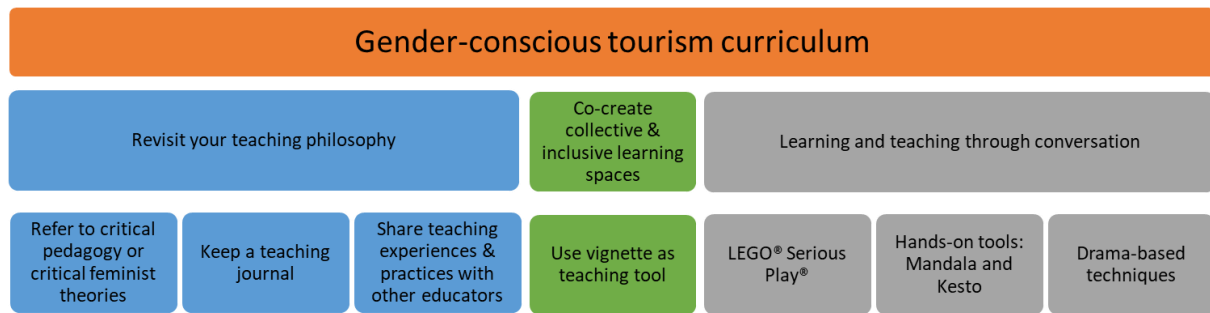 Gender-conscious tourism curriculum
Revisit your teaching philosophy
Co-create
collective &
inclusive learning
spaces
Learning and teaching through conversation
Refer to critical
pedagogy or
critical feminist
theories
Keep a teaching
journal
Share teaching
experiences &
practices with
other educators
Use vignette as
teaching tool
LEGO® Serious
Play®
Hands-on tools:
Mandala and
Kesto
Drama-based
techniques